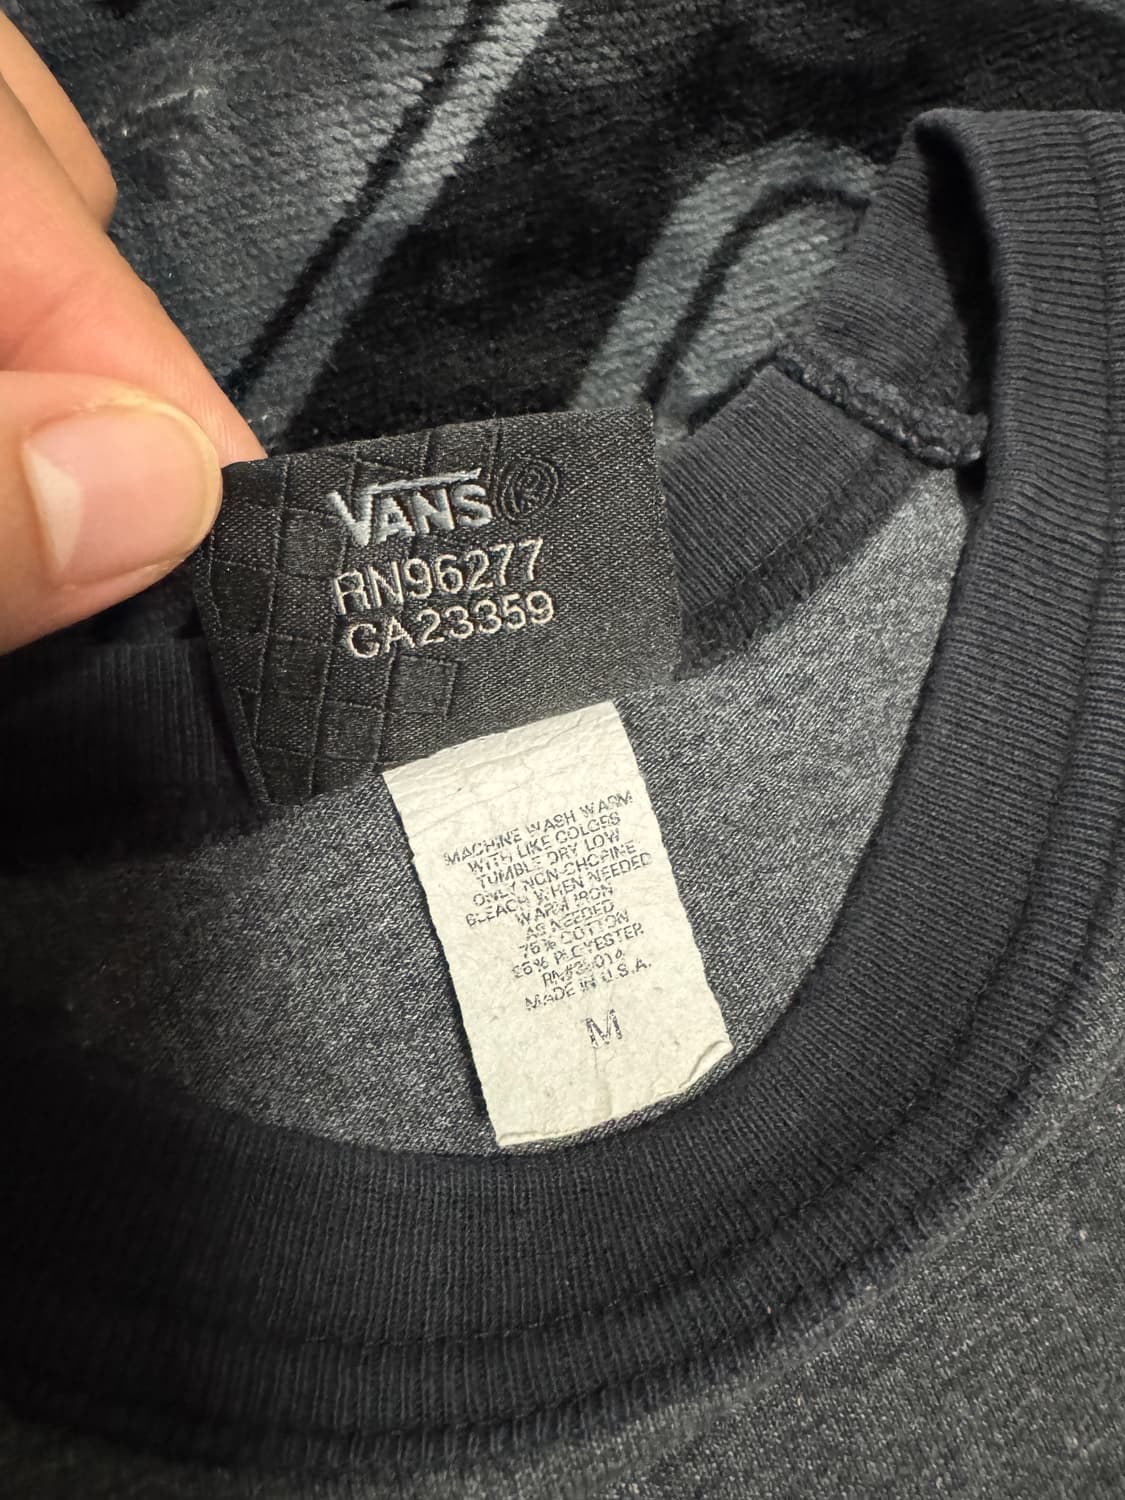 VANS®
RN96277
CA23359
MACHINE WASH WARM
WITH LIKE COLORS
TUMBLE DRY LOW
ONLY NON-CHORINE
BLEACH WHEN NEEDED
WARM IRON
AS NEEDED
75% COTTON
25% POLYESTER
MADE IN U.S.A.
M